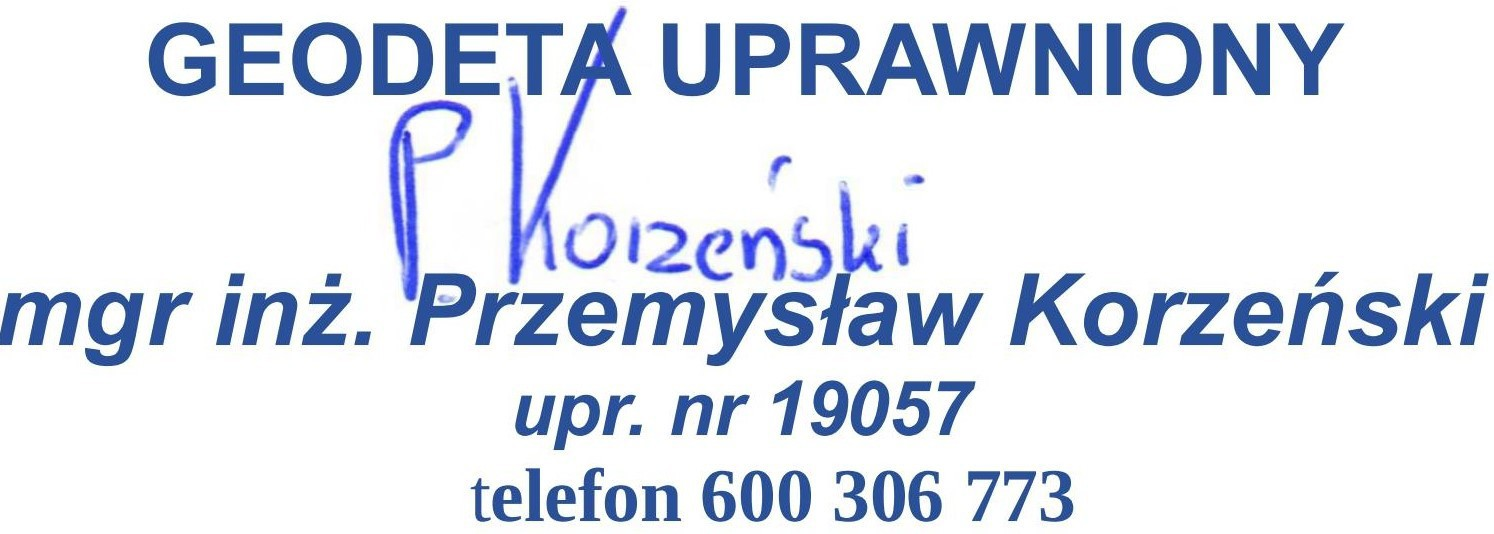 GEODETA UPRAWNIONY
P. Korzeński
mgr inż. Przemysław Korzeński
upr. nr 19057
telefon 600 306 773